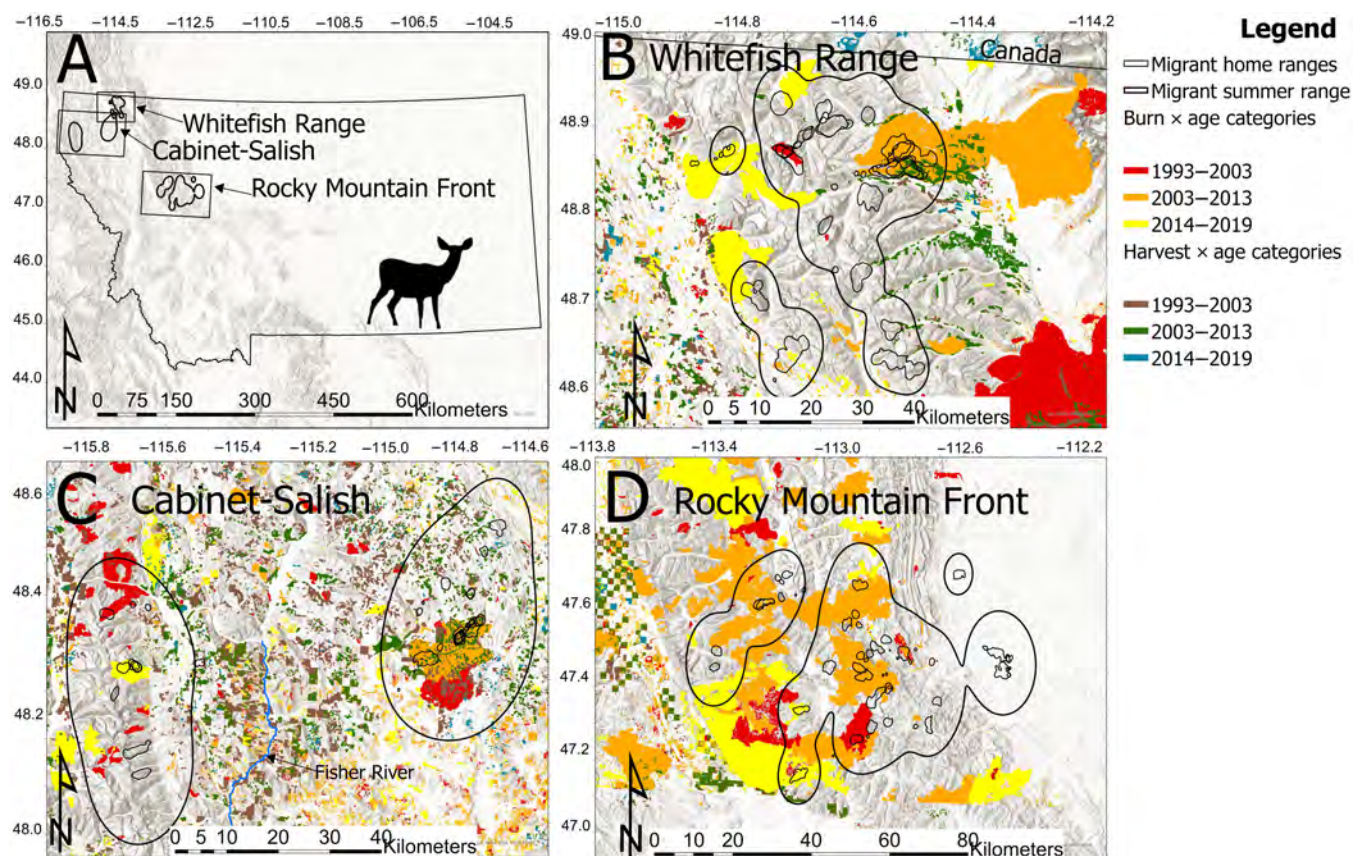 −116.5 −114.5 −112.5 −110.5 −108.5 −106.5 −104.5
A
49.0
48.0
47.0
46.0
45.0
44.0
Whitefish Range
Cabinet-Salish
Rocky Mountain Front
N
0 75 150 300 450 600
Kilometers
−115.0 −114.8 −114.6 −114.4 −114.2
B Whitefish Range
Canada
49.0
48.9
48.8
48.7
48.6
N
0 5 10 20 30 40
Kilometers
Legend
Migrant home ranges
Migrant summer range
Burn × age categories
1993−2003
2003−2013
2014−2019
Harvest × age categories
1993−2003
2003−2013
2014−2019
−115.8 −115.6 −115.4 −115.2 −115.0 −114.8 −114.6
C Cabinet-Salish
48.6
48.4
48.2
48.0
Fisher River
N
0 5 10 20 30 40
Kilometers
−113.8 −113.4 −113.0 −112.6 −112.2
D Rocky Mountain Front
48.0
47.8
47.6
47.4
47.2
47.0
N
0 10 20 40 60 80
Kilometers